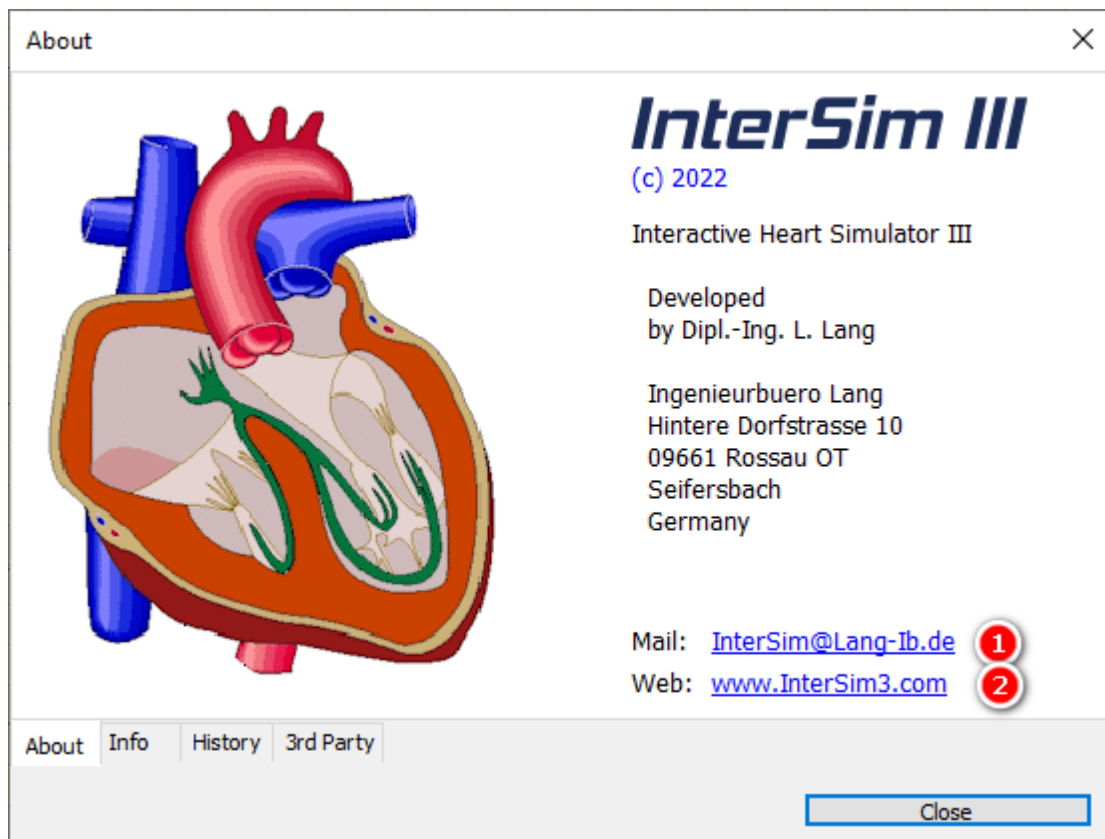 About
InterSim III
(c) 2022
Interactive Heart Simulator III
Developed
by Dipl.-Ing. L. Lang
Ingenieurbuero Lang
Hintere Dorfstrasse 10
09661 Rossau OT
Seifersbach
Germany
Mail: InterSim@Lang-Ib.de 1
Web: www.InterSim3.com 2
About Info History 3rd Party
Close